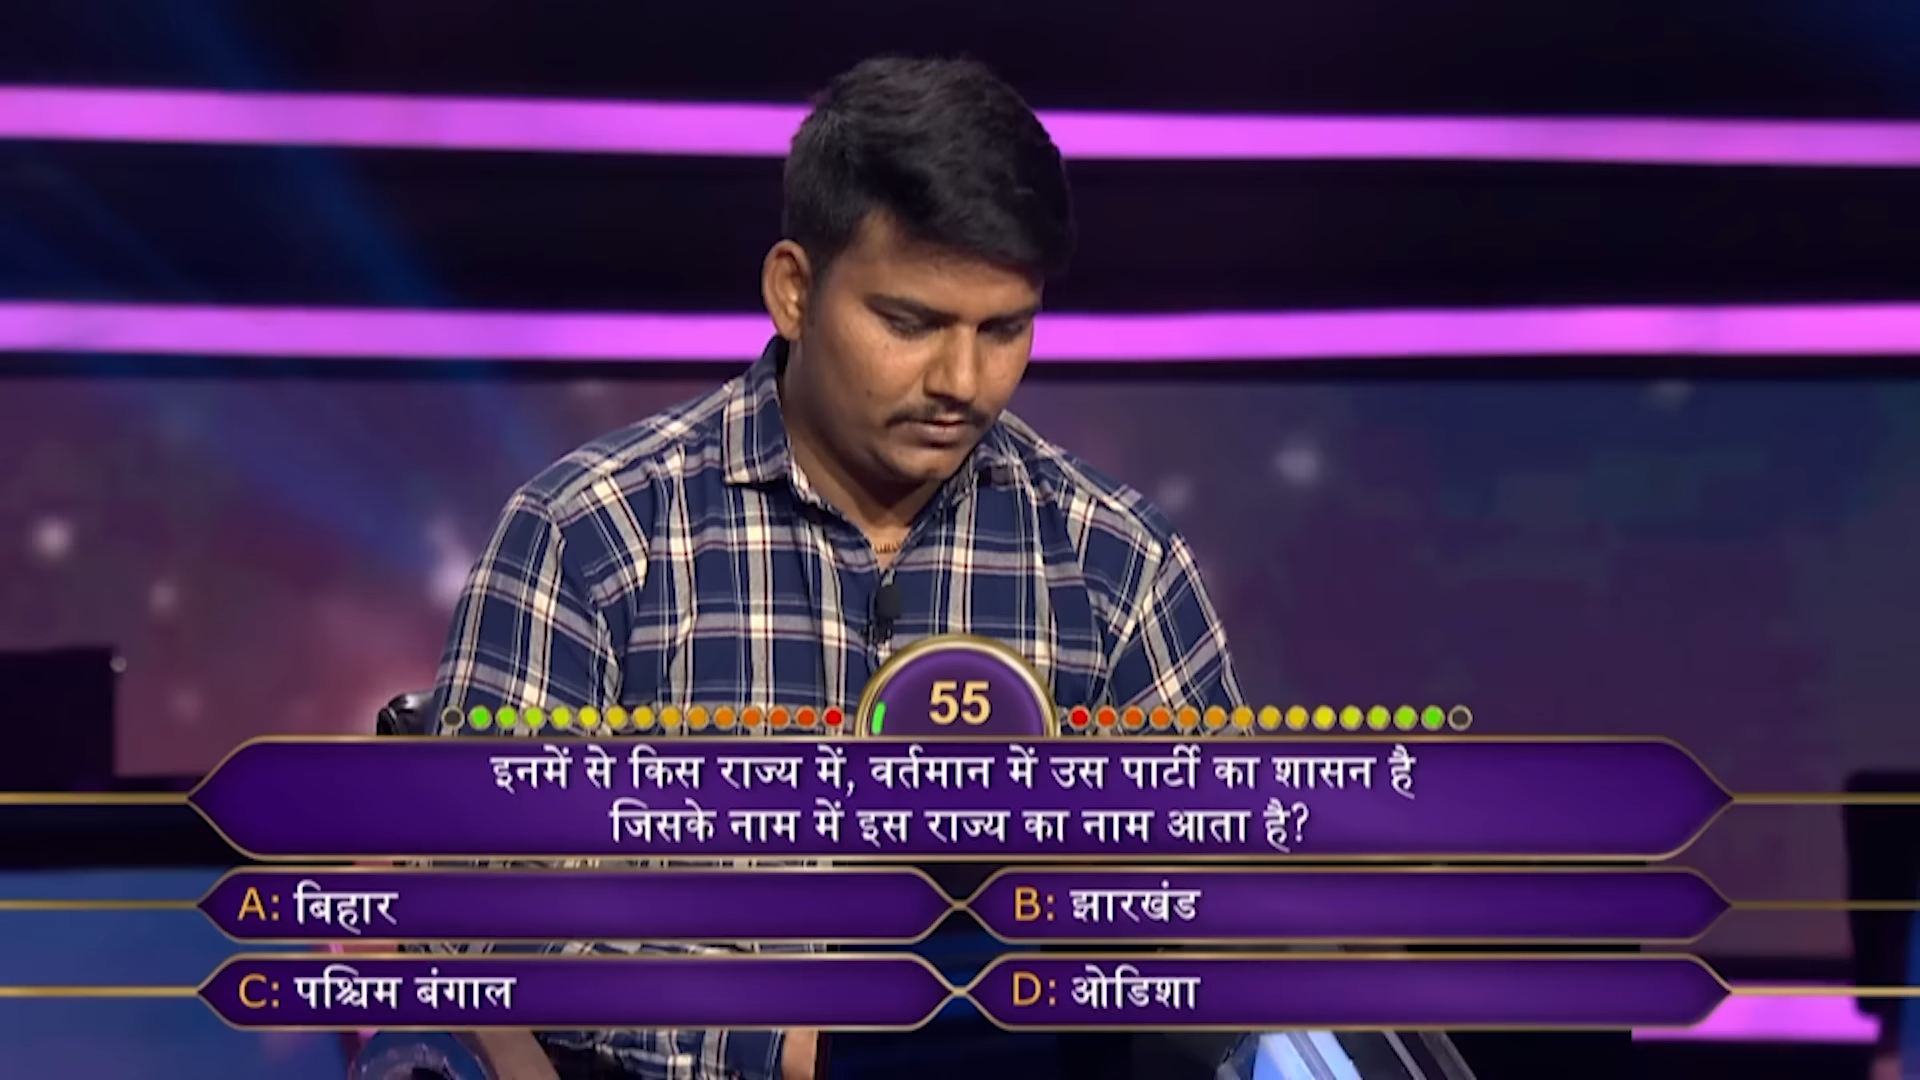 55
इनमें से किस राज्य में, वर्तमान में उस पार्टी का शासन है
जिसके नाम में इस राज्य का नाम आता है?
A: बिहार
B: झारखंड
C: पश्चिम बंगाल
D: ओडिशा